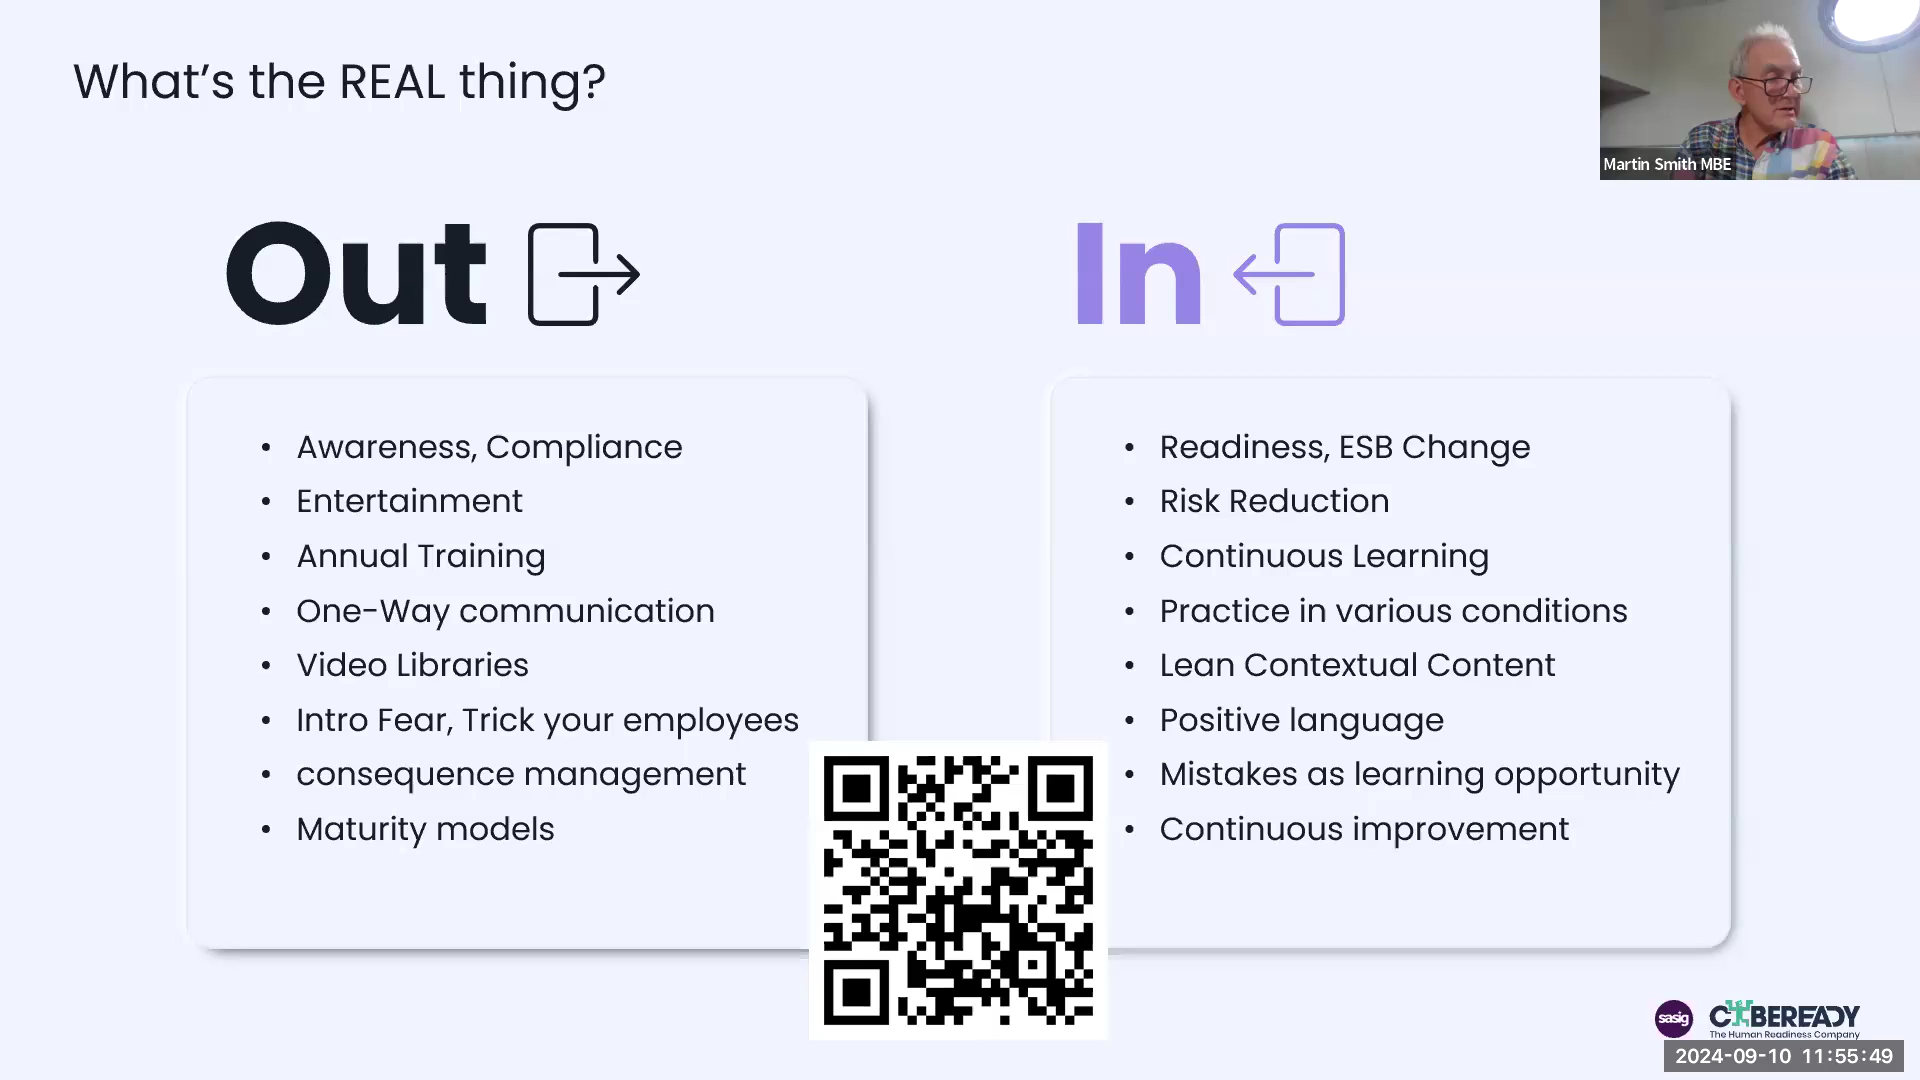 What's the REAL thing?
Martin Smith MBE
Out
In
• Awareness, Compliance
• Entertainment
• Annual Training
• One-Way communication
• Video Libraries
• Intro Fear, Trick your employees
• consequence management
• Maturity models
• Readiness, ESB Change
• Risk Reduction
• Continuous Learning
• Practice in various conditions
• Lean Contextual Content
• Positive language
• Mistakes as learning opportunity
• Continuous improvement
sasig
CYBEREADY
The Human Readiness Company
2024-09-10 11:55:49